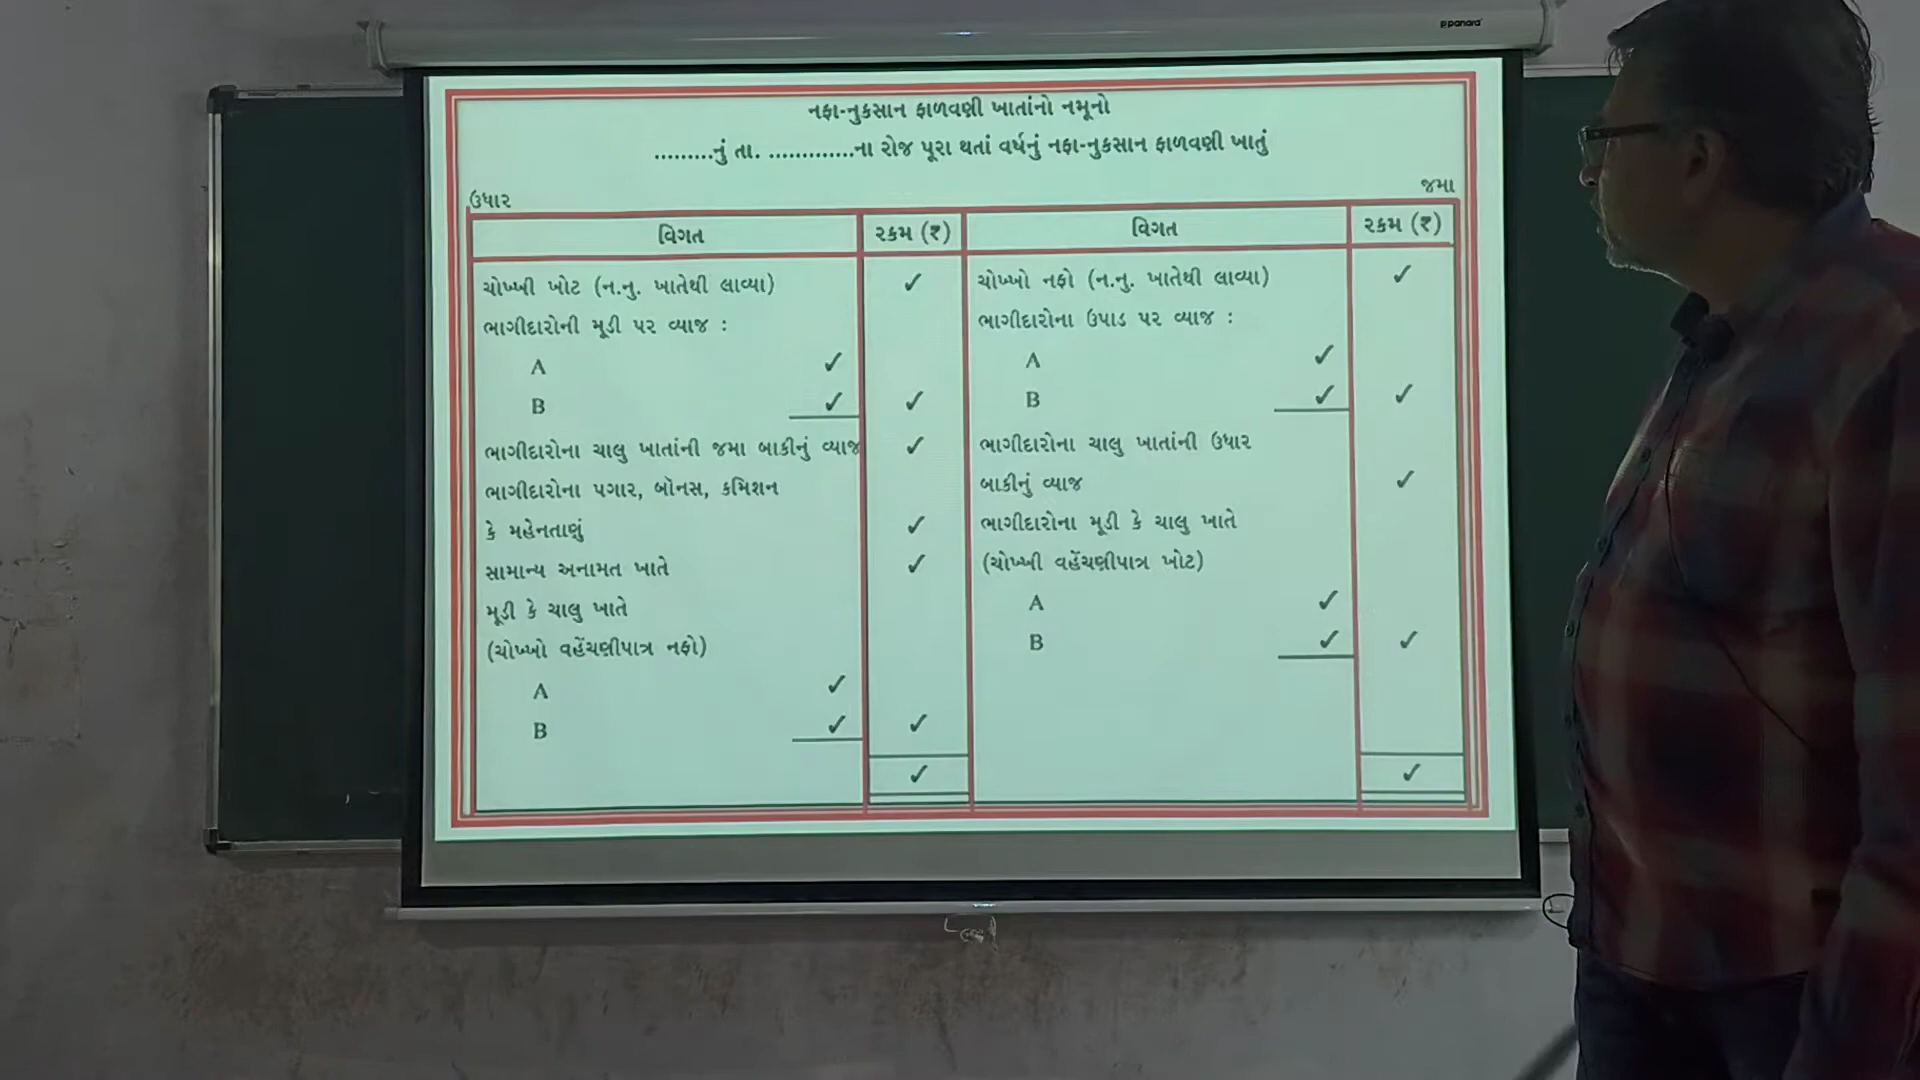 panara
નફા-નુકસાન ફાળવણી ખાતાંનો નમૂનો
.........નું તા. .............ના રોજ પૂરા થતાં વર્ષનું નફા-નુકસાન ફાળવણી ખાતું
ઉધાર જમા
વિગત રકમ (₹) વિગત રકમ (₹)
ચોખ્ખી ખોટ (ન.નુ. ખાતેથી લાવ્યા) ✓ ચોખ્ખો નફો (ન.નુ. ખાતેથી લાવ્યા) ✓
ભાગીદારોની મૂડી પર વ્યાજ : ભાગીદારોના ઉપાડ પર વ્યાજ :
A ✓ A ✓
B ✓ ✓ B ✓ ✓
ભાગીદારોના ચાલુ ખાતાંની જમા બાકીનું વ્યાજ ✓ ભાગીદારોના ચાલુ ખાતાંની ઉધાર
ભાગીદારોના પગાર, બૉનસ, કમિશન બાકીનું વ્યાજ ✓
કે મહેનતાણું ✓ ભાગીદારોના મૂડી કે ચાલુ ખાતે
સામાન્ય અનામત ખાતે ✓ (ચોખ્ખી વહેંચણીપાત્ર ખોટ)
મૂડી કે ચાલુ ખાતે A ✓
(ચોખ્ખો વહેંચણીપાત્ર નફો) B ✓ ✓
A ✓
B ✓ ✓
✓ ✓